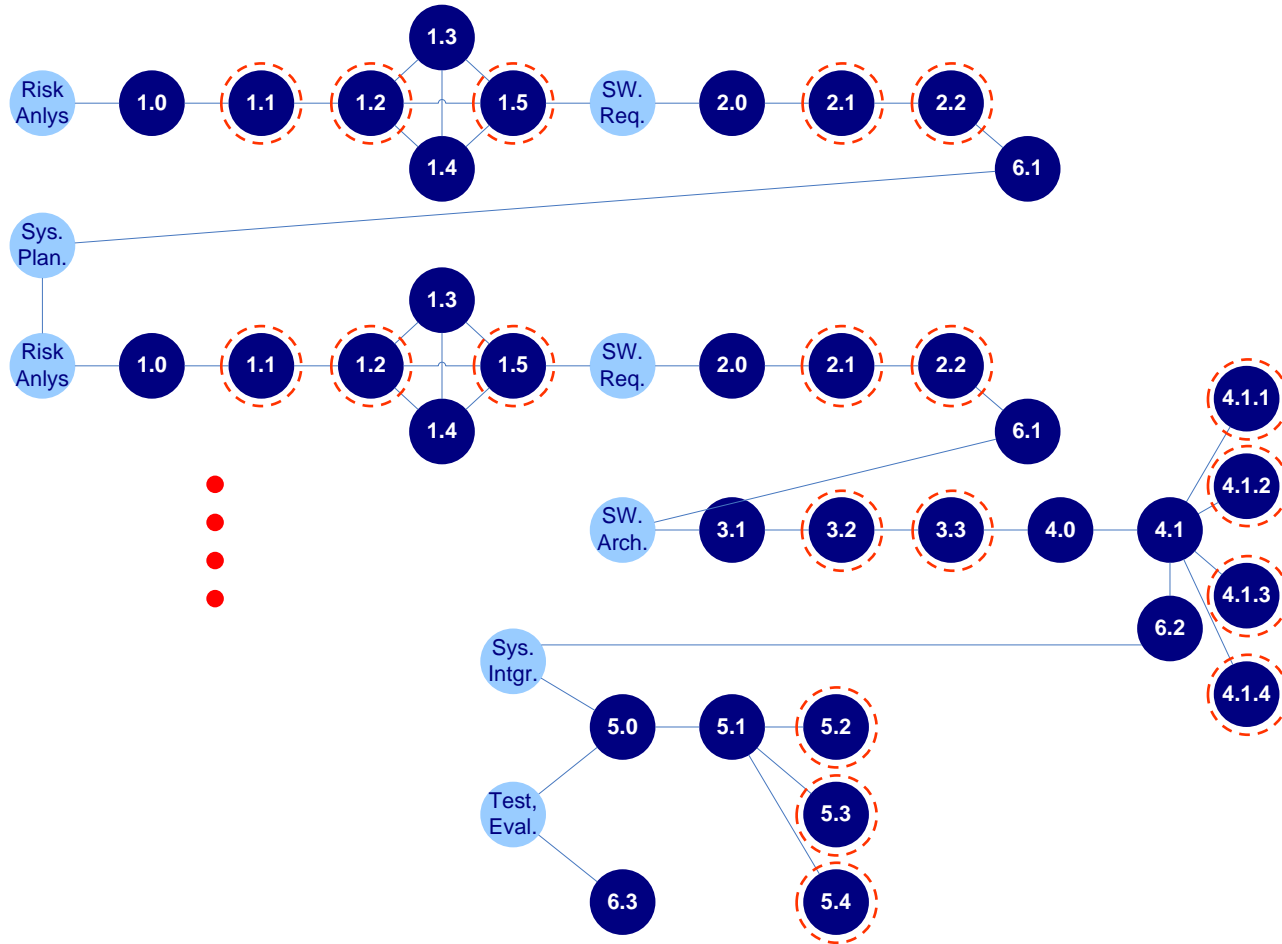 1.3
Risk
Anlys
1.0
1.1
1.2
1.5
SW.
Req.
2.0
2.1
2.2
1.4
6.1
Sys.
Plan.
1.3
Risk
Anlys
1.0
1.1
1.2
1.5
SW.
Req.
2.0
2.1
2.2
4.1.1
1.4
6.1
4.1.2
SW.
Arch.
3.1
3.2
3.3
4.0
4.1
4.1.3
6.2
Sys.
Intgr.
4.1.4
5.0
5.1
5.2
Test,
Eval.
5.3
6.3
5.4